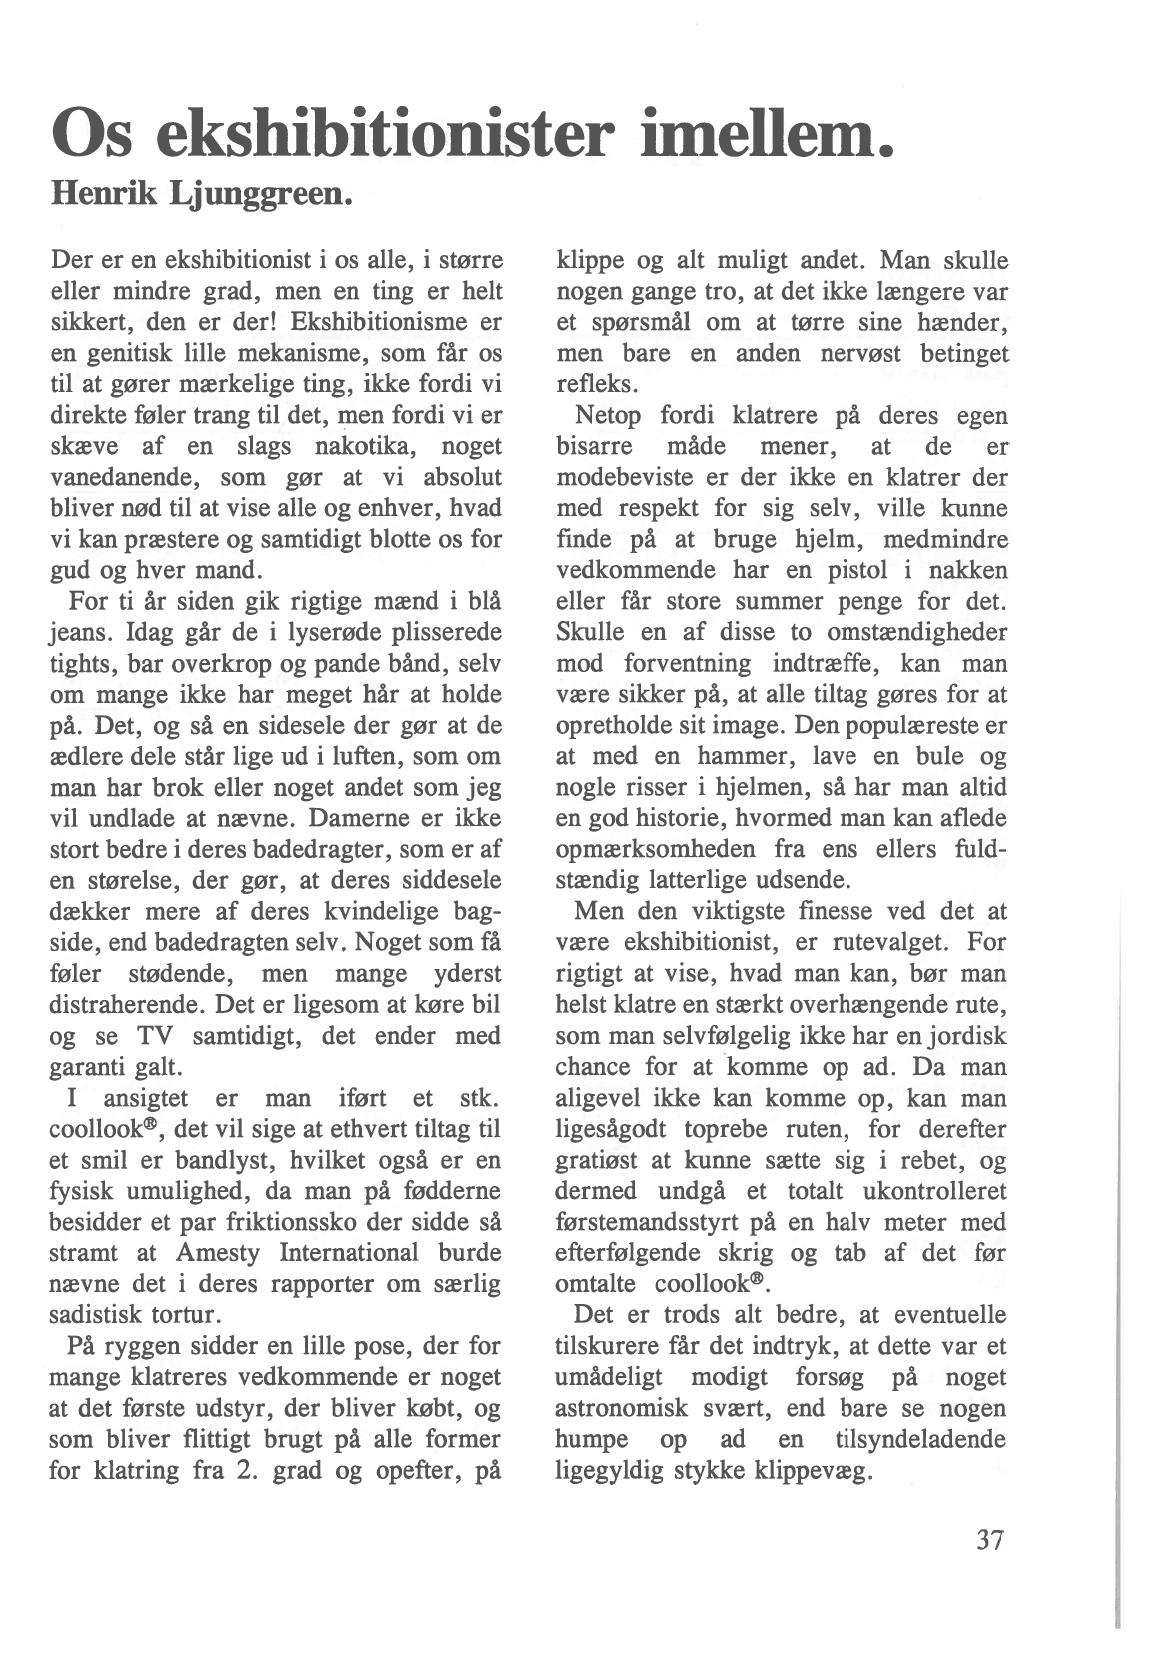 Os ekshibitionister imellem.
Henrik Ljunggreen.
Der er en ekshibitionist i os alle, i større
eller mindre grad, men en ting er helt
sikkert, den er der! Ekshibitionisme er
en genitisk lille mekanisme, som får os
til at gører mærkelige ting, ikke fordi vi
direkte føler trang til det, men fordi vi er
skæve af en slags nakotika, noget
vanedanende, som gør at vi absolut
bliver nød til at vise alle og enhver, hvad
vi kan præstere og samtidigt blotte os for
gud og hver mand.
For ti år siden gik rigtige mænd i blå
jeans. Idag går de i lyserøde plisserede
tights, bar overkrop og pande bånd, selv
om mange ikke har meget hår at holde
på. Det, og så en sidesele der gør at de
ædlere dele står lige ud i luften, som om
man har brok eller noget andet som jeg
vil undlade at nævne. Damerne er ikke
stort bedre i deres badedragter, som er af
en størelse, der gør, at deres siddesele
dækker mere af deres kvindelige bag-
side, end badedragten selv. Noget som få
føler stødende, men mange yderst
distraherende. Det er ligesom at køre bil
og se TV samtidigt, det ender med
garanti galt.
I ansigtet er man iført et stk.
coollook®, det vil sige at ethvert tiltag til
et smil er bandlyst, hvilket også er en
fysisk umulighed, da man på fødderne
besidder et par friktionssko der sidde så
stramt at Amesty International burde
nævne det i deres rapporter om særlig
sadistisk tortur.
På ryggen sidder en lille pose, der for
mange klatreres vedkommende er noget
at det første udstyr, der bliver købt, og
som bliver flittigt brugt på alle former
for klatring fra 2. grad og opefter, på
klippe og alt muligt andet. Man skulle
nogen gange tro, at det ikke længere var
et spørsmål om at tørre sine hænder,
men bare en anden nervøst betinget
refleks.
Netop fordi klatrere på deres egen
bisarre måde mener, at de er
modebeviste er der ikke en klatrer der
med respekt for sig selv, ville kunne
finde på at bruge hjelm, medmindre
vedkommende har en pistol i nakken
eller får store summer penge for det.
Skulle en af disse to omstændigheder
mod forventning indtræffe, kan man
være sikker på, at alle tiltag gøres for at
opretholde sit image. Den populæreste er
at med en hammer, lave en bule og
nogle risser i hjelmen, så har man altid
en god historie, hvormed man kan aflede
opmærksomheden fra ens ellers fuld-
stændig latterlige udsende.
Men den viktigste finesse ved det at
være ekshibitionist, er rutevalget. For
rigtigt at vise, hvad man kan, bør man
helst klatre en stærkt overhængende rute,
som man selvfølgelig ikke har en jordisk
chance for at komme op ad. Da man
aligevel ikke kan komme op, kan man
ligesågodt toprebe ruten, for derefter
gratiøst at kunne sætte sig i rebet, og
dermed undgå et totalt ukontrolleret
førstemandsstyrt på en halv meter med
efterfølgende skrig og tab af det før
omtalte coollook®.
Det er trods alt bedre, at eventuelle
tilskurere får det indtryk, at dette var et
umådeligt modigt forsøg på noget
astronomisk svært, end bare se nogen
humpe op ad en tilsyndeladende
ligegyldig stykke klippevæg.
37